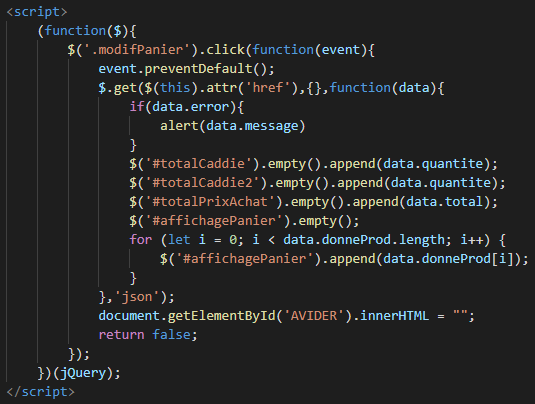 <script>
(function($){
$('.modifPanier').click(function(event){
event.preventDefault();
$.get($(this).attr('href'),{},function(data){
if(data.error){
alert(data.message)
}
$('#totalCaddie').empty().append(data.quantite);
$('#totalCaddie2').empty().append(data.quantite);
$('#totalPrixAchat').empty().append(data.total);
$('#affichagePanier').empty();
for (let i = 0; i < data.donneProd.length; i++) {
$('#affichagePanier').append(data.donneProd[i]);
}
},'json');
document.getElementById('AVIDER').innerHTML = "";
return false;
});
})(jQuery);
</script>